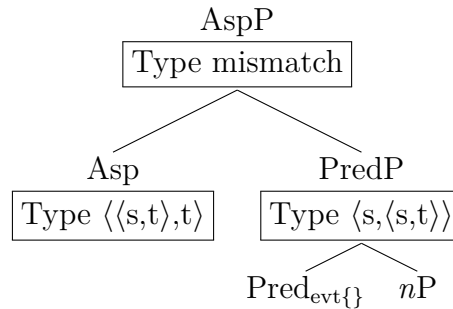 AspP
Type mismatch
Asp
PredP
Type ⟨⟨s,t⟩,t⟩
Type ⟨s,⟨s,t⟩⟩
Pred_evt{}
nP